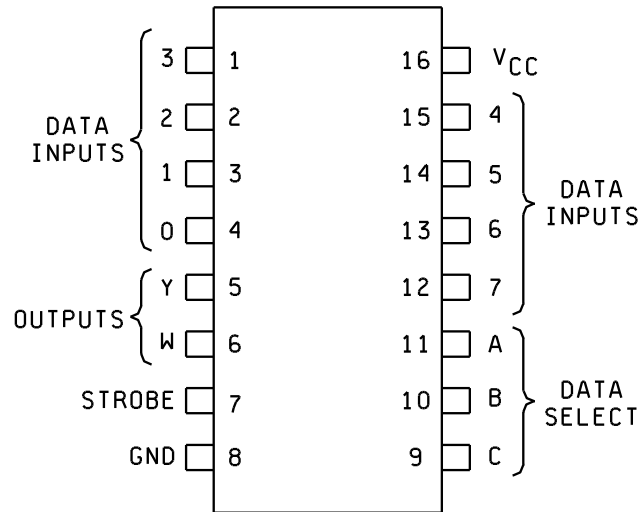 3 1 16 VCC
2 2 15 4
DATA INPUTS
1 3 14 5
DATA INPUTS
0 4 13 6
Y 5 12 7
OUTPUTS
W 6 11 A
STROBE 7 10 B
DATA SELECT
GND 8 9 C